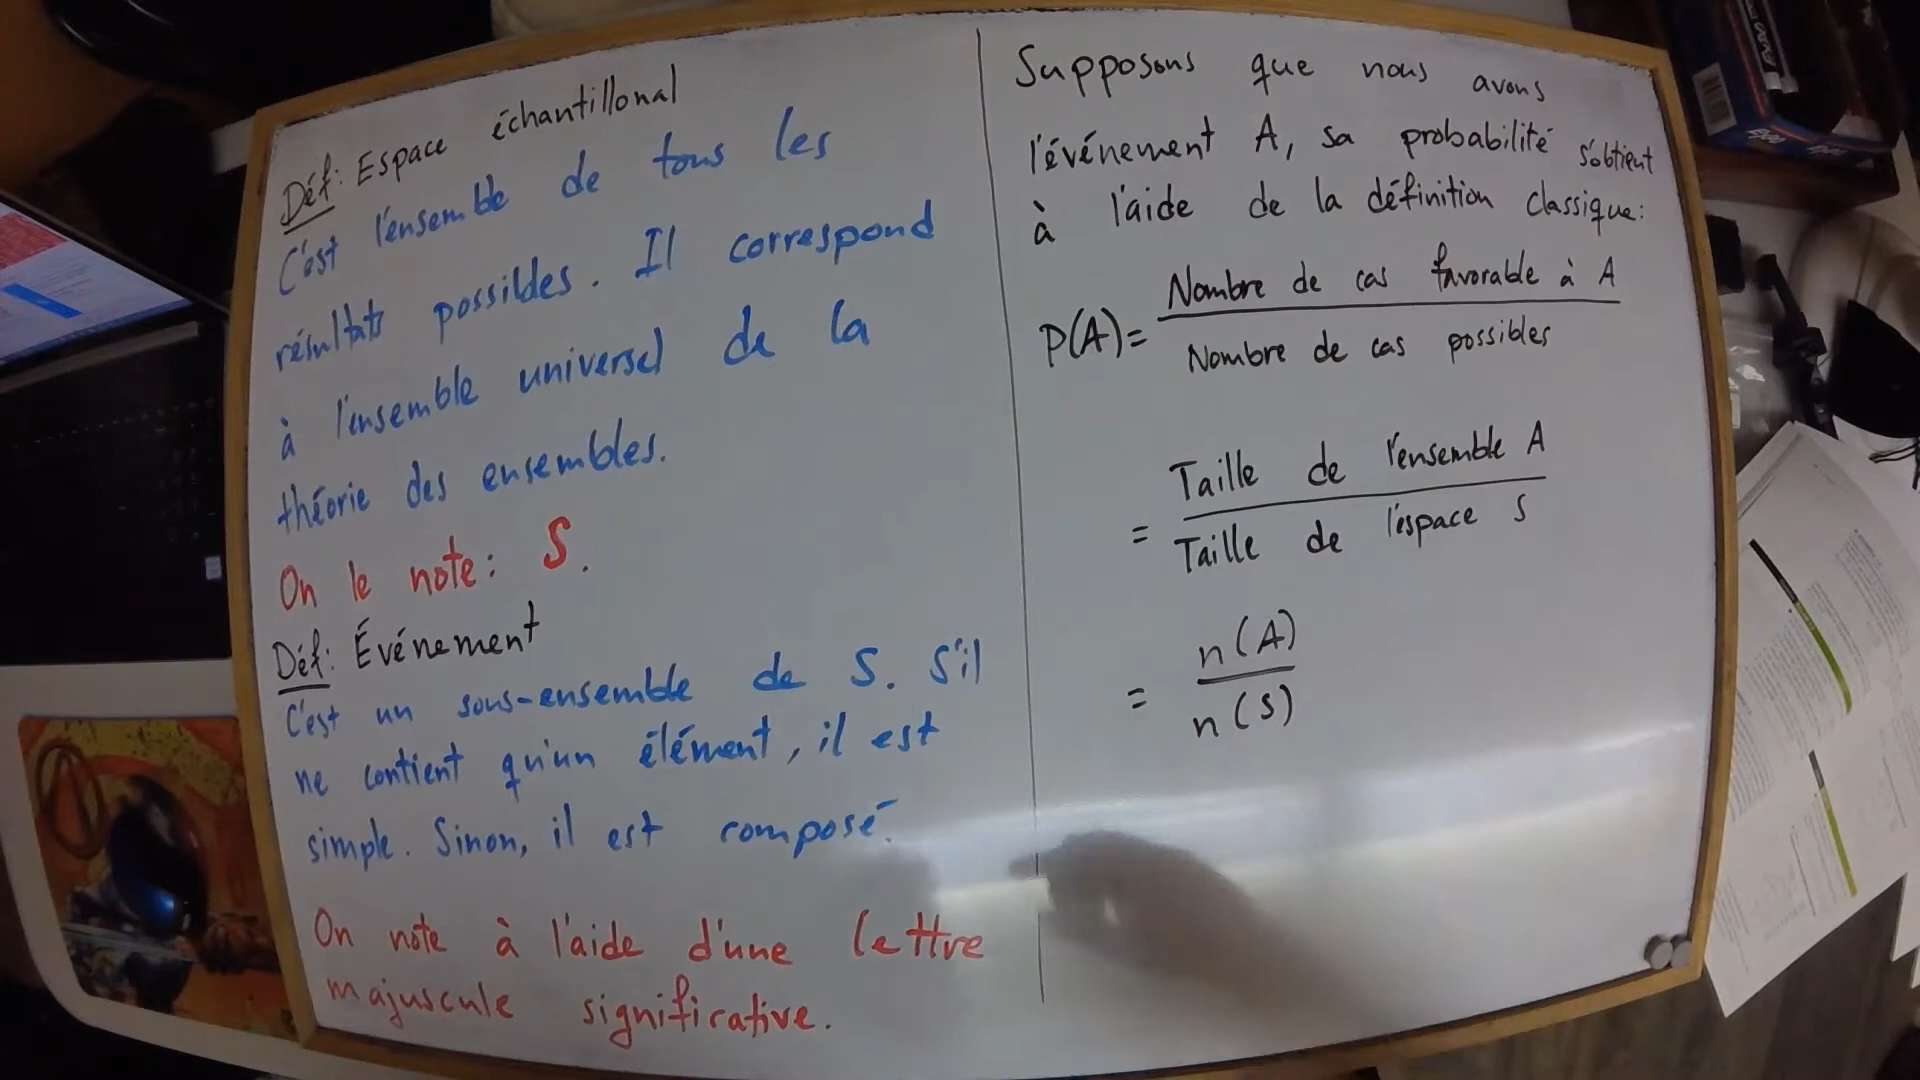 Déf: Espace échantillonal
C'est l'ensemble de tous les
résultats possibles. Il correspond
à l'ensemble universel de la
théorie des ensembles.
On le note: S.
Déf: Événement
C'est un sous-ensemble de S. S'il
ne contient qu'un élément, il est
simple. Sinon, il est composé.
On note à l'aide d'une lettre
majuscule significative.
Supposons que nous avons
l'événement A, sa probabilité s'obtient
à l'aide de la définition classique:
P(A)= Nombre de cas favorable à A
Nombre de cas possibles
= Taille de l'ensemble A
Taille de l'espace S
= n(A)
n(S)
EXPO